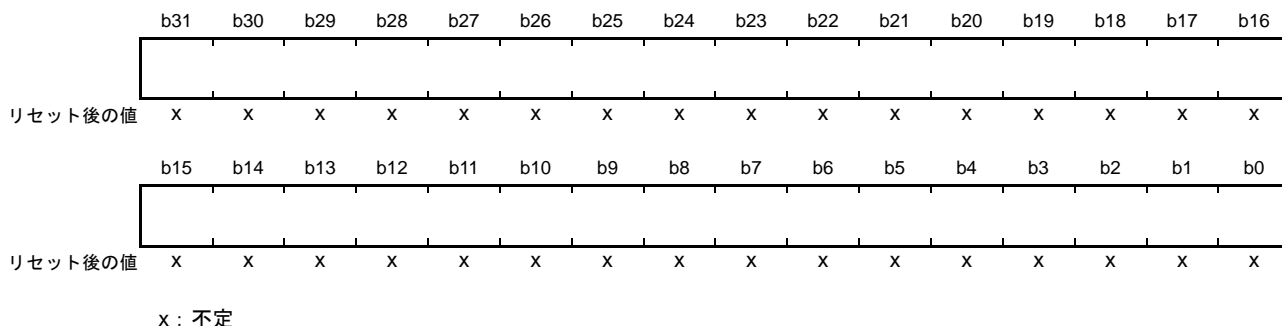 b31 b30 b29 b28 b27 b26 b25 b24 b23 b22 b21 b20 b19 b18 b17 b16
リセット後の値 x x x x x x x x x x x x x x x x
b15 b14 b13 b12 b11 b10 b9 b8 b7 b6 b5 b4 b3 b2 b1 b0
リセット後の値 x x x x x x x x x x x x x x x x
x : 不定